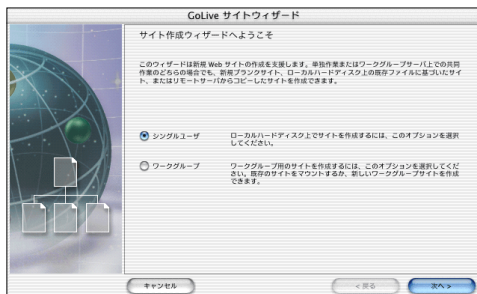 GoLive サイトウィザード
サイト作成ウィザードへようこそ
このウィザードは新規 Web サイトの作成を支援します。単独作業またはワークグループサーバ上での共同
作業のどちらの場合でも、新規ブランクサイト、ローカルハードディスク上の既存ファイルに基づいたサイ
ト、またはリモートサーバからコピーしたサイトを作成できます。
シングルユーザ ローカルハードディスク上でサイトを作成するには、このオプションを選択
してください。
ワークグループ ワークグループ用のサイトを作成するには、このオプションを選択してくだ
さい。既存のサイトをマウントするか、新しいワークグループサイトを作成
できます。
キャンセル < 戻る 次へ >